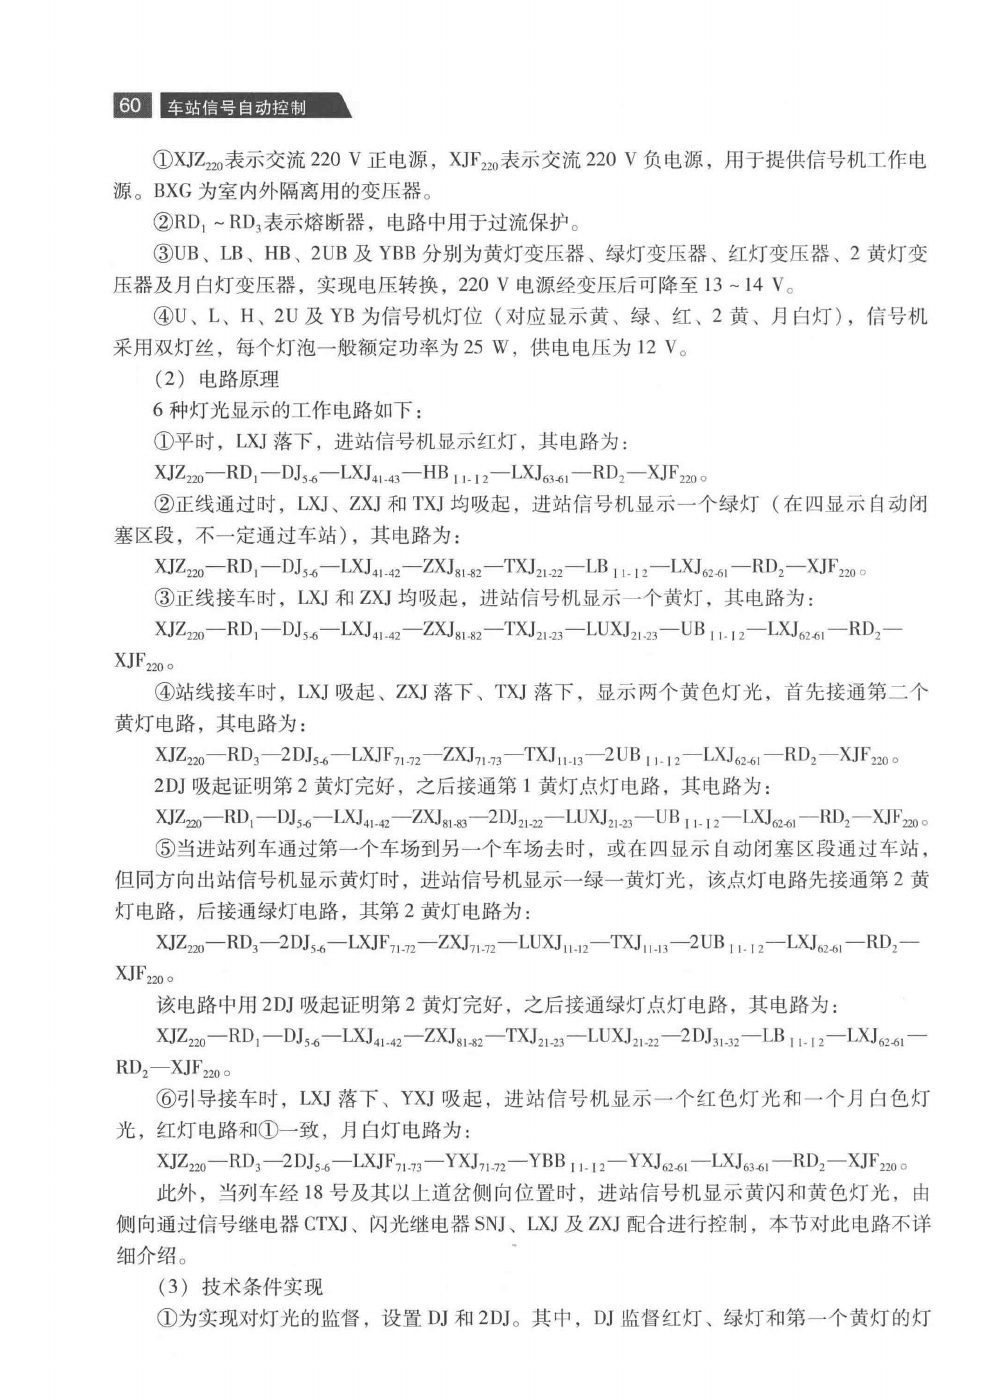 60 车站信号自动控制
①XJZ₂₂₀表示交流 220 V 正电源，XJF₂₂₀表示交流 220 V 负电源，用于提供信号机工作电
源。BXG 为室内外隔离用的变压器。
②RD₁ ~ RD₃表示熔断器，电路中用于过流保护。
③UB、LB、HB、2UB 及 YBB 分别为黄灯变压器、绿灯变压器、红灯变压器、2 黄灯变
压器及月白灯变压器，实现电压转换，220 V 电源经变压后可降至 13 ~ 14 V。
④U、L、H、2U 及 YB 为信号机灯位（对应显示黄、绿、红、2 黄、月白灯），信号机
采用双灯丝，每个灯泡一般额定功率为 25 W，供电电压为 12 V。
（2）电路原理
6 种灯光显示的工作电路如下：
①平时，LXJ 落下，进站信号机显示红灯，其电路为：
XJZ₂₂₀—RD₁—DJ₅₋₆—LXJ₄₁₋₄₃—HB Ⅰ1-Ⅰ2—LXJ₆₃₋₆₁—RD₂—XJF₂₂₀。
②正线通过时，LXJ、ZXJ 和 TXJ 均吸起，进站信号机显示一个绿灯（在四显示自动闭
塞区段，不一定通过车站），其电路为：
XJZ₂₂₀—RD₁—DJ₅₋₆—LXJ₄₁₋₄₂—ZXJ₈₁₋₈₂—TXJ₂₁₋₂₂—LB Ⅰ1-Ⅰ2—LXJ₆₂₋₆₁—RD₂—XJF₂₂₀。
③正线接车时，LXJ 和 ZXJ 均吸起，进站信号机显示一个黄灯，其电路为：
XJZ₂₂₀—RD₁—DJ₅₋₆—LXJ₄₁₋₄₂—ZXJ₈₁₋₈₂—TXJ₂₁₋₂₃—LUXJ₂₁₋₂₃—UB Ⅰ1-Ⅰ2—LXJ₆₂₋₆₁—RD₂—
XJF₂₂₀。
④站线接车时，LXJ 吸起、ZXJ 落下、TXJ 落下，显示两个黄色灯光，首先接通第二个
黄灯电路，其电路为：
XJZ₂₂₀—RD₃—2DJ₅₋₆—LXJF₇₁₋₇₂—ZXJ₇₁₋₇₃—TXJ₁₁₋₁₃—2UB Ⅰ1-Ⅰ2—LXJ₆₂₋₆₁—RD₂—XJF₂₂₀。
2DJ 吸起证明第 2 黄灯完好，之后接通第 1 黄灯点灯电路，其电路为：
XJZ₂₂₀—RD₁—DJ₅₋₆—LXJ₄₁₋₄₂—ZXJ₈₁₋₈₃—2DJ₂₁₋₂₂—LUXJ₂₁₋₂₃—UB Ⅰ1-Ⅰ2—LXJ₆₂₋₆₁—RD₂—XJF₂₂₀。
⑤当进站列车通过第一个车场到另一个车场去时，或在四显示自动闭塞区段通过车站，
但同方向出站信号机显示黄灯时，进站信号机显示一绿一黄灯光，该点灯电路先接通第 2 黄
灯电路，后接通绿灯电路，其第 2 黄灯电路为：
XJZ₂₂₀—RD₃—2DJ₅₋₆—LXJF₇₁₋₇₂—ZXJ₇₁₋₇₂—LUXJ₁₁₋₁₂—TXJ₁₁₋₁₃—2UB Ⅰ1-Ⅰ2—LXJ₆₂₋₆₁—RD₂—
XJF₂₂₀。
该电路中用 2DJ 吸起证明第 2 黄灯完好，之后接通绿灯点灯电路，其电路为：
XJZ₂₂₀—RD₁—DJ₅₋₆—LXJ₄₁₋₄₂—ZXJ₈₁₋₈₂—TXJ₂₁₋₂₃—LUXJ₂₁₋₂₂—2DJ₃₁₋₃₂—LB Ⅰ1-Ⅰ2—LXJ₆₂₋₆₁—
RD₂—XJF₂₂₀。
⑥引导接车时，LXJ 落下、YXJ 吸起，进站信号机显示一个红色灯光和一个月白色灯
光，红灯电路和①一致，月白灯电路为：
XJZ₂₂₀—RD₃—2DJ₅₋₆—LXJF₇₁₋₇₃—YXJ₇₁₋₇₂—YBB Ⅰ1-Ⅰ2—YXJ₆₂₋₆₁—LXJ₆₃₋₆₁—RD₂—XJF₂₂₀。
此外，当列车经 18 号及其以上道岔侧向位置时，进站信号机显示黄闪和黄色灯光，由
侧向通过信号继电器 CTXJ、闪光继电器 SNJ、LXJ 及 ZXJ 配合进行控制，本节对此电路不详
细介绍。
（3）技术条件实现
①为实现对灯光的监督，设置 DJ 和 2DJ。其中，DJ 监督红灯、绿灯和第一个黄灯的灯